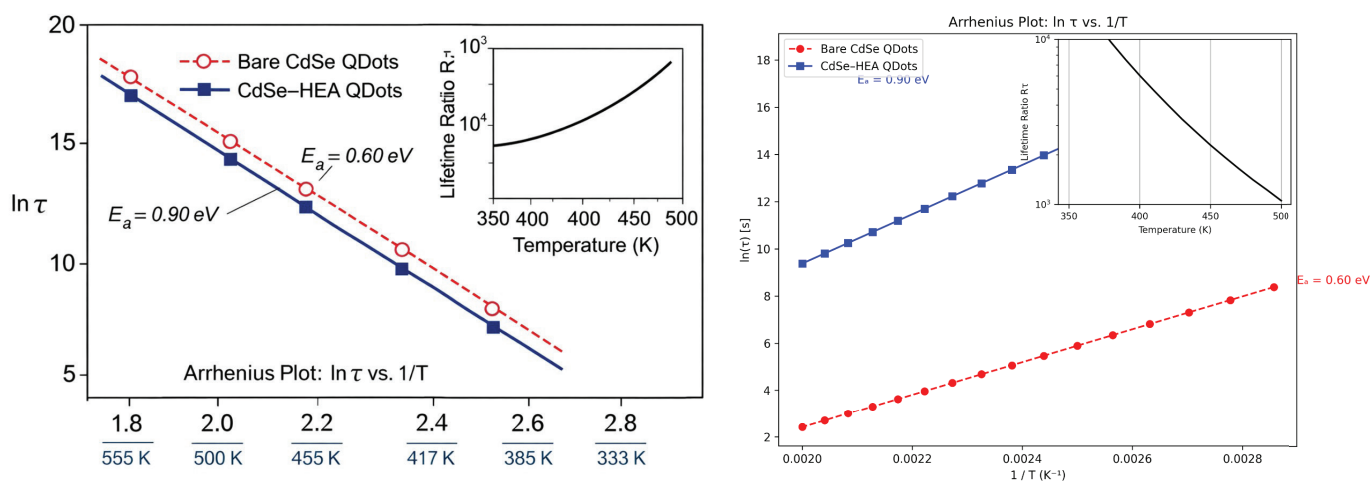 20
15
10
5
ln τ
Bare CdSe QDots
CdSe–HEA QDots
Eₐ = 0.60 eV
Eₐ = 0.90 eV
Arrhenius Plot: ln τ vs. 1/T
10³
10⁴
350 400 400 450 500
Temperature (K)
1.8 2.0 2.2 2.4 2.6 2.8
555 K 500 K 455 K 417 K 385 K 333 K
Arrhenius Plot: ln τ vs. 1/T
Bare CdSe QDots
CdSe–HEA QDots
Eₐ = 0.90 eV
18
16
14
12
10
8
6
4
2
ln(τ) [s]
10⁴
10³
Lifetime Ratio Rτ
350 400 450 500
Temperature (K)
Eₐ = 0.60 eV
0.0020 0.0022 0.0024 0.0026 0.0028
1 / T (K⁻¹)